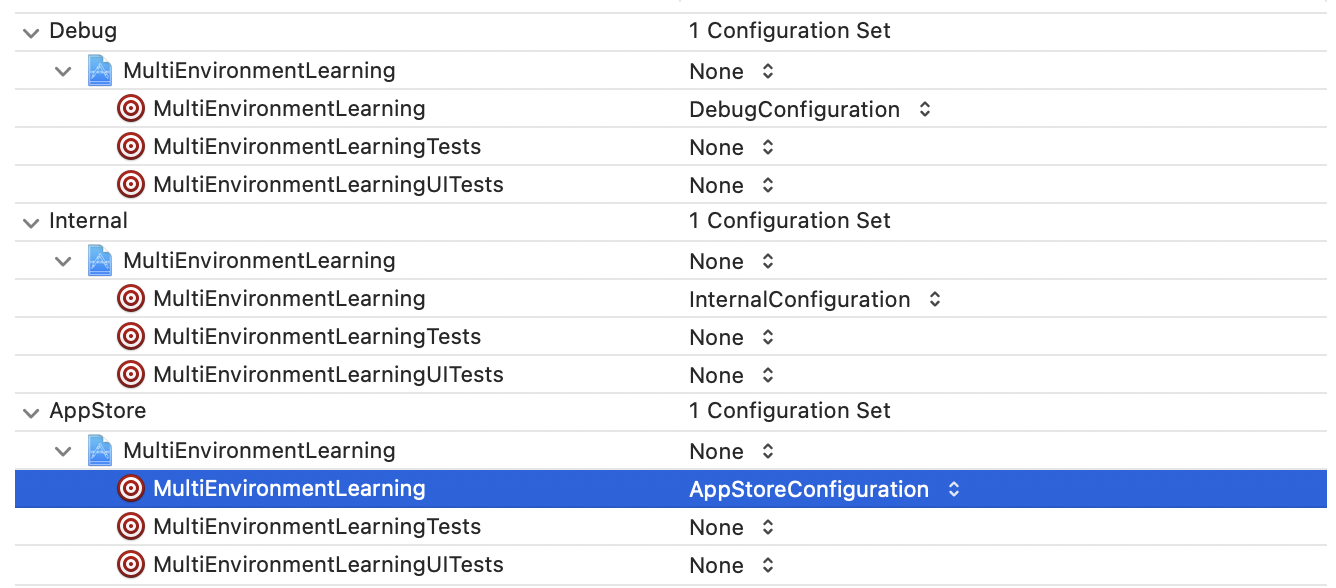 Debug 1 Configuration Set
MultiEnvironmentLearning None
MultiEnvironmentLearning DebugConfiguration
MultiEnvironmentLearningTests None
MultiEnvironmentLearningUITests None
Internal 1 Configuration Set
MultiEnvironmentLearning None
MultiEnvironmentLearning InternalConfiguration
MultiEnvironmentLearningTests None
MultiEnvironmentLearningUITests None
AppStore 1 Configuration Set
MultiEnvironmentLearning None
MultiEnvironmentLearning AppStoreConfiguration
MultiEnvironmentLearningTests None
MultiEnvironmentLearningUITests None